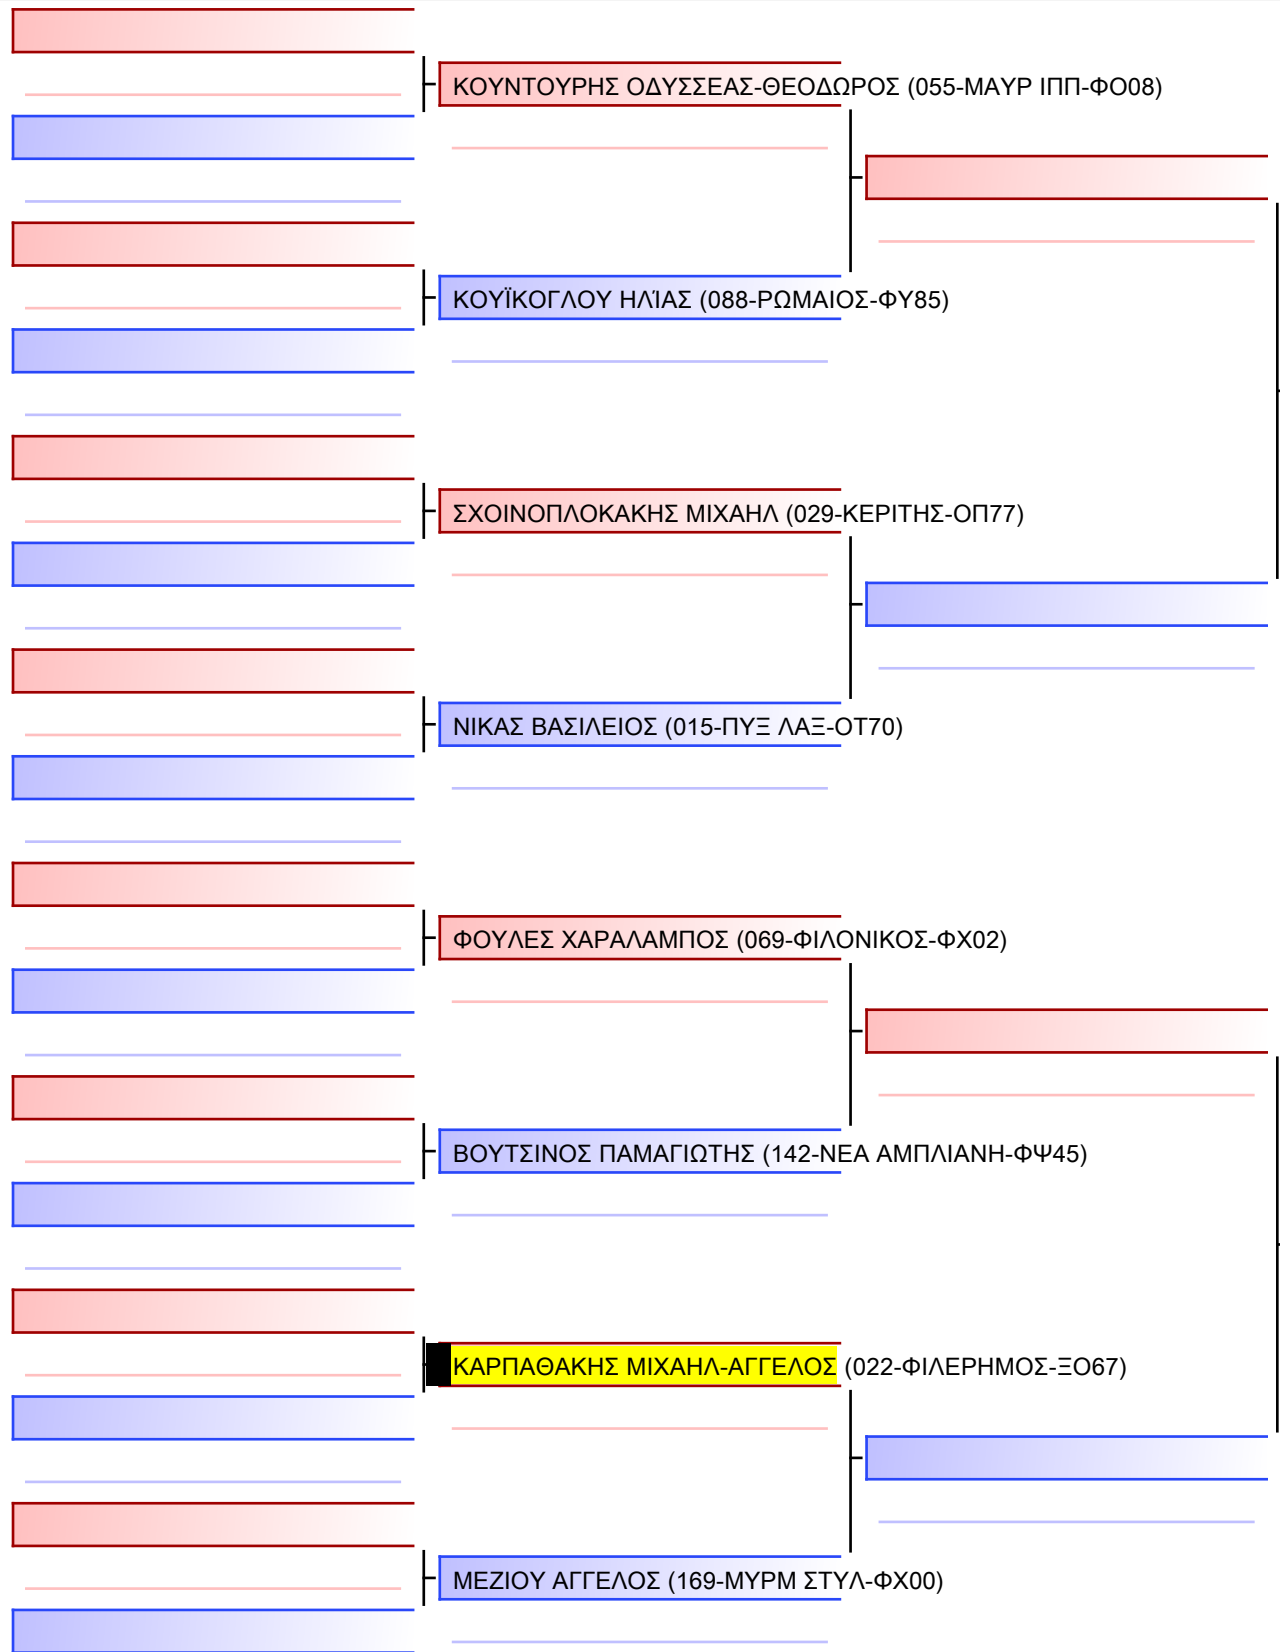 ΚΟΥΝΤΟΥΡΗΣ ΟΔΥΣΣΕΑΣ-ΘΕΟΔΩΡΟΣ (055-ΜΑΥΡ ΙΠΠ-ΦΟ08)
ΚΟΥΪΚΟΓΛΟΥ ΗΛΊΑΣ (088-ΡΩΜΑΙΟΣ-ΦΥ85)
ΣΧΟΙΝΟΠΛΟΚΑΚΗΣ ΜΙΧΑΗΛ (029-ΚΕΡΙΤΗΣ-ΟΠ77)
ΝΙΚΑΣ ΒΑΣΙΛΕΙΟΣ (015-ΠΥΞ ΛΑΞ-ΟΤ70)
ΦΟΥΛΕΣ ΧΑΡΑΛΑΜΠΟΣ (069-ΦΙΛΟΝΙΚΟΣ-ΦΧ02)
ΒΟΥΤΣΙΝΟΣ ΠΑΜΑΓΙΩΤΗΣ (142-ΝΕΑ ΑΜΠΛΙΑΝΗ-ΦΨ45)
ΚΑΡΠΑΘΑΚΗΣ ΜΙΧΑΗΛ-ΑΓΓΕΛΟΣ (022-ΦΙΛΕΡΗΜΟΣ-ΞΟ67)
ΜΕΖΙΟΥ ΑΓΓΕΛΟΣ (169-ΜΥΡΜ ΣΤΥΛ-ΦΧ00)